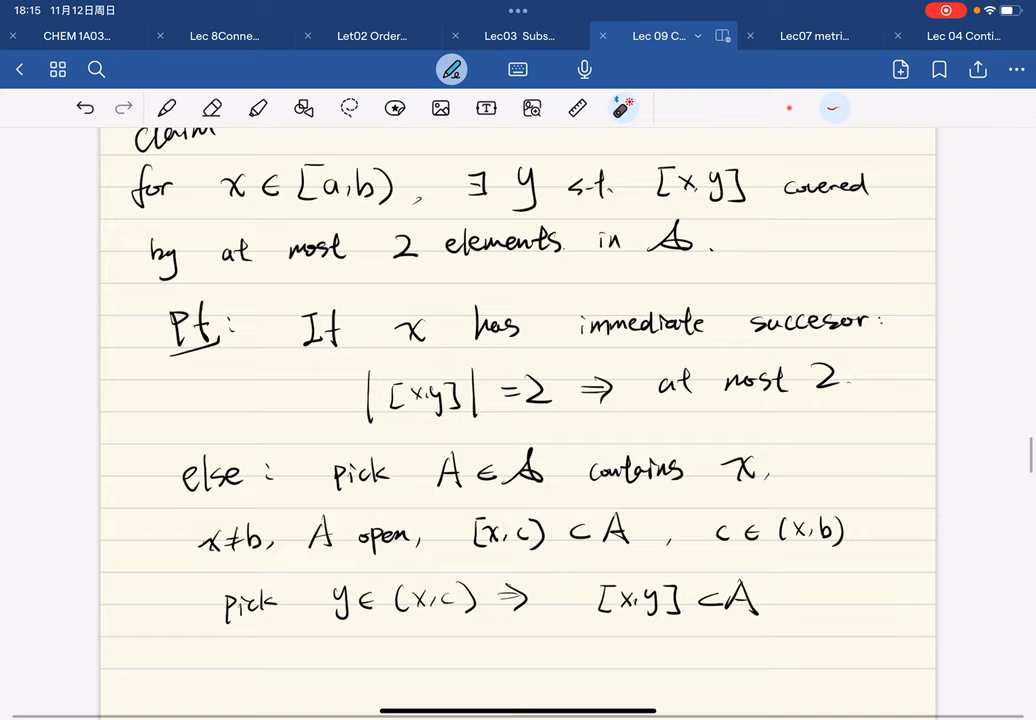 18:15 11月12日周日
CHEM 1A03... Lec 8Conne... Let02 Order... Lec03 Subs... Lec 09 C... Lec07 metri... Lec 04 Conti...
Claim
for x ∈ [a,b), ∃ y s.t. [x,y] covered
by at most 2 elements in 𝒜.
Pf: If x has immediate succesor:
|[x,y]| = 2 ⇒ at most 2.
else: pick A ∈ 𝒜 contains x,
x≠b, A open, [x,c) ⊂ A, c ∈ (x,b)
pick y ∈ (x,c) ⇒ [x,y] ⊂ A